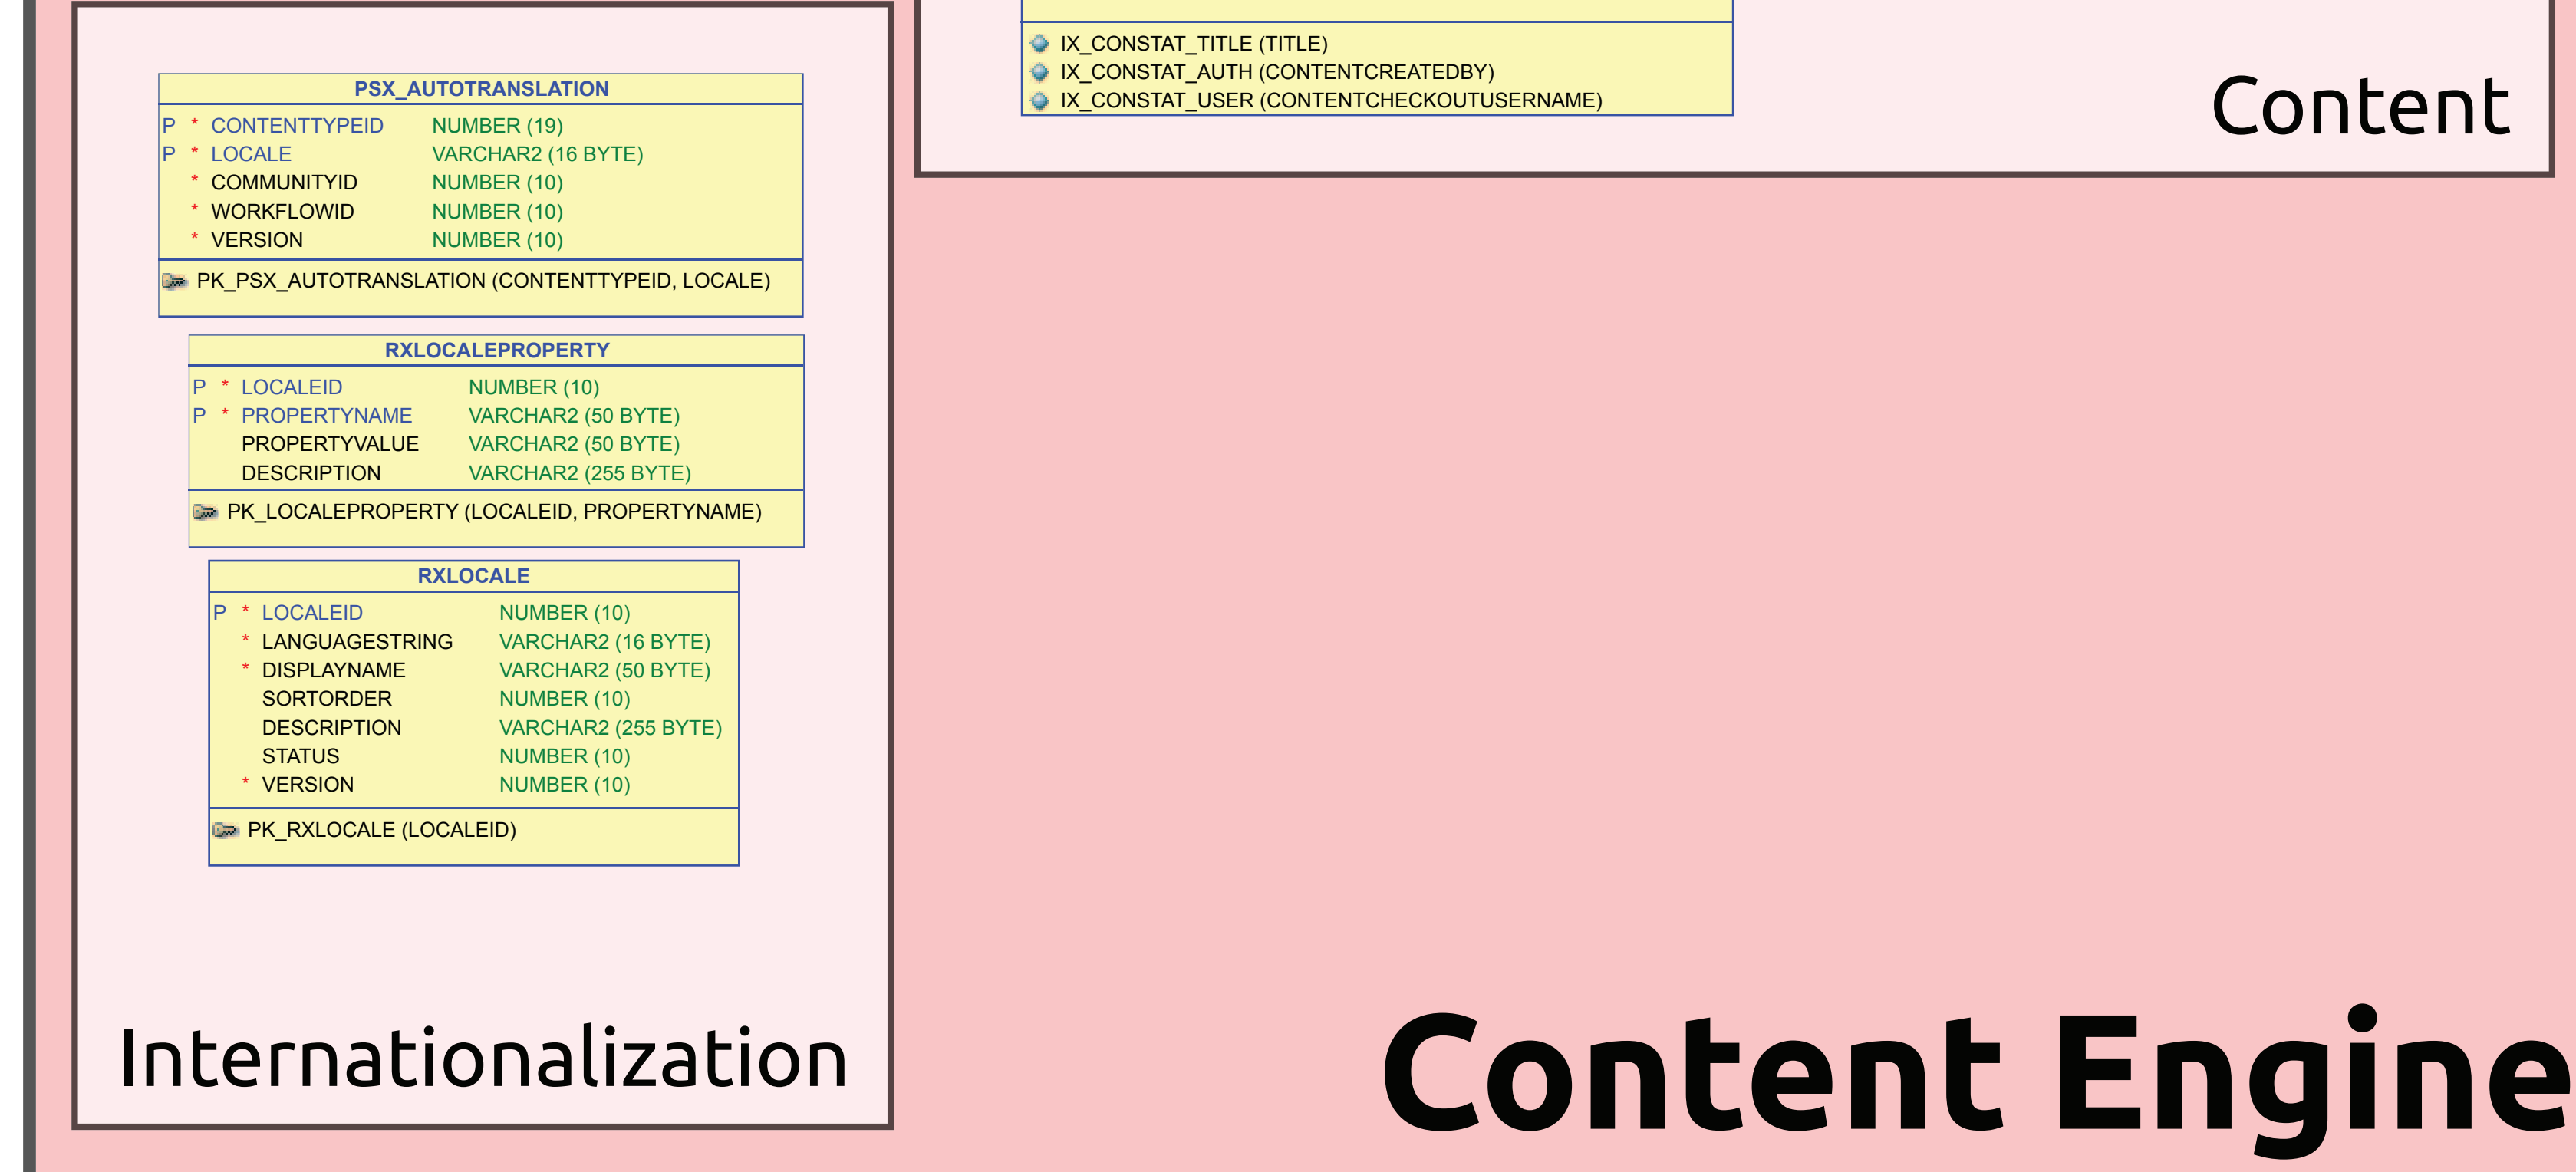 PSX_AUTOTRANSLATION
P * CONTENTTYPEID NUMBER (19)
P * LOCALE VARCHAR2 (16 BYTE)
* COMMUNITYID NUMBER (10)
* WORKFLOWID NUMBER (10)
* VERSION NUMBER (10)
PK_PSX_AUTOTRANSLATION (CONTENTTYPEID, LOCALE)
RXLOCALEPROPERTY
P * LOCALEID NUMBER (10)
P * PROPERTYNAME VARCHAR2 (50 BYTE)
PROPERTYVALUE VARCHAR2 (50 BYTE)
DESCRIPTION VARCHAR2 (255 BYTE)
PK_LOCALEPROPERTY (LOCALEID, PROPERTYNAME)
RXLOCALE
P * LOCALEID NUMBER (10)
* LANGUAGESTRING VARCHAR2 (16 BYTE)
* DISPLAYNAME VARCHAR2 (50 BYTE)
SORTORDER NUMBER (10)
DESCRIPTION VARCHAR2 (255 BYTE)
STATUS NUMBER (10)
* VERSION NUMBER (10)
PK_RXLOCALE (LOCALEID)
Internationalization
IX_CONSTAT_TITLE (TITLE)
IX_CONSTAT_AUTH (CONTENTCREATEDBY)
IX_CONSTAT_USER (CONTENTCHECKOUTUSERNAME)
Content
Content Engine